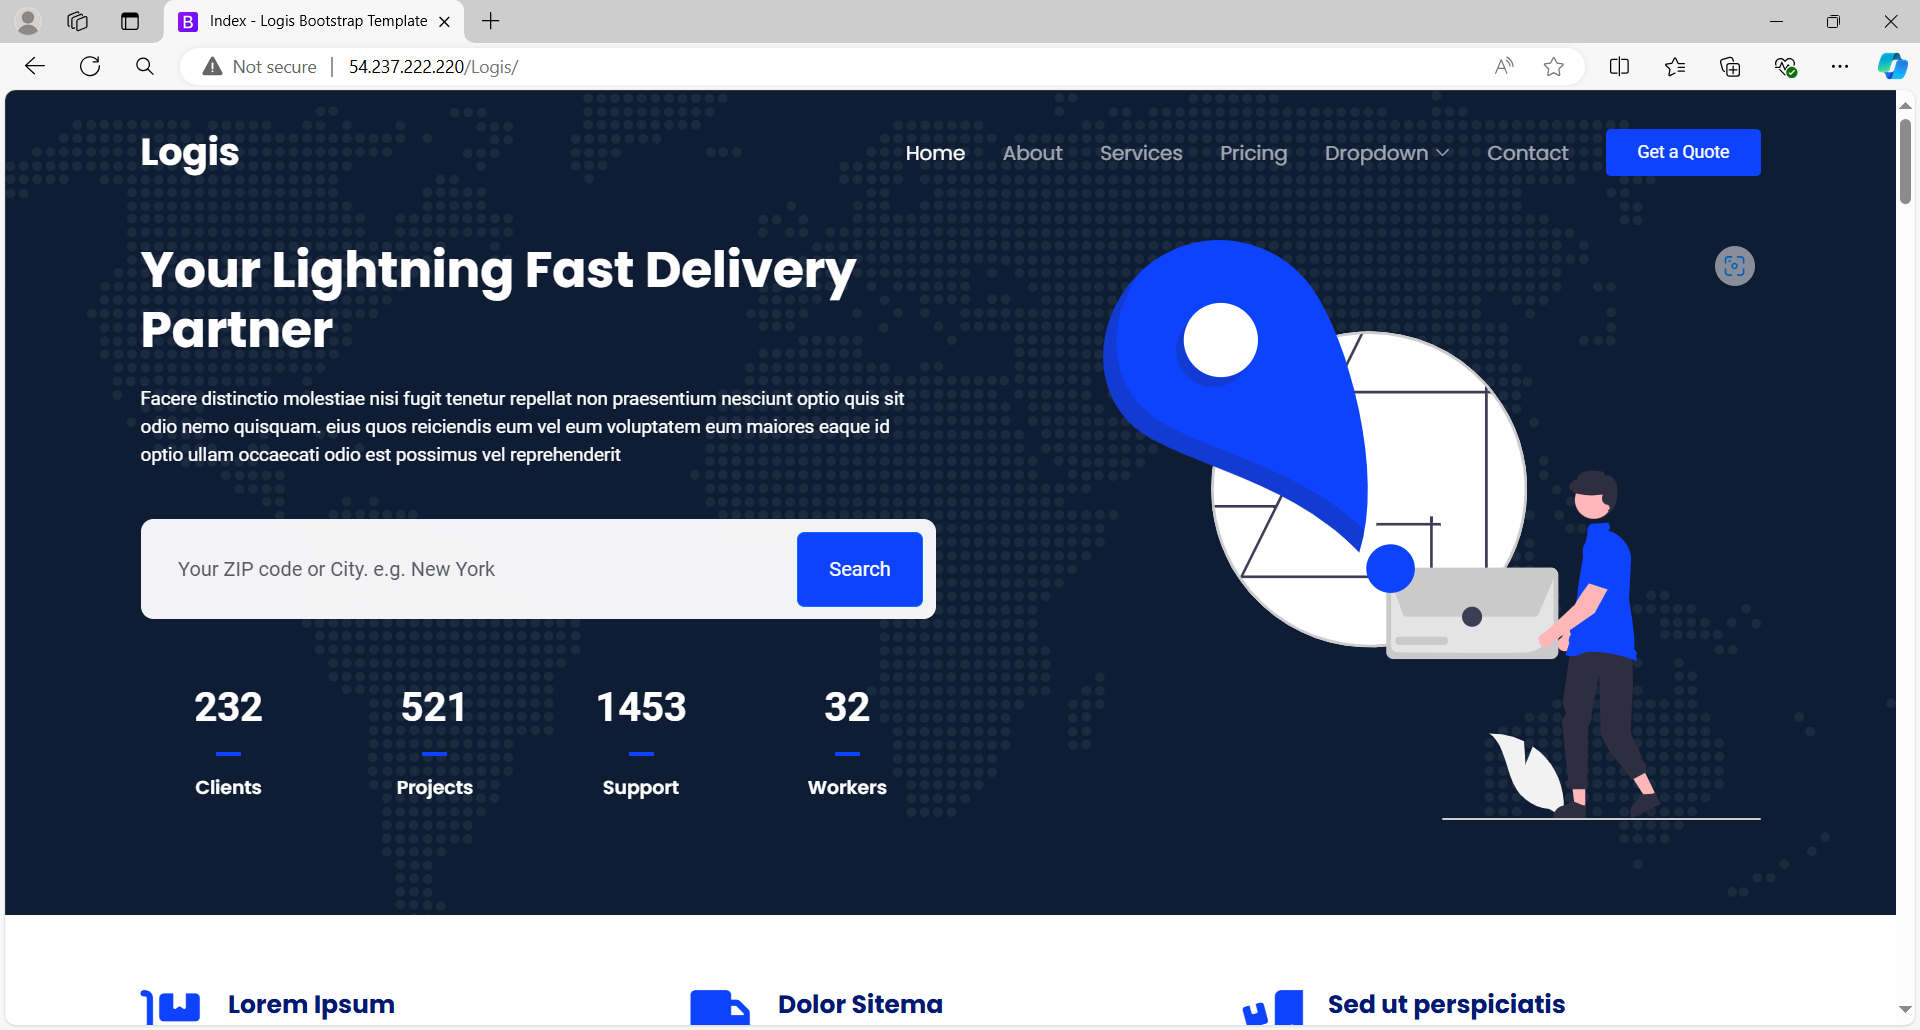 Index - Logis Bootstrap Template
Not secure
54.237.222.220/Logis/
Logis
Home
About
Services
Pricing
Dropdown
Contact
Get a Quote
Your Lightning Fast Delivery
Partner
Facere distinctio molestiae nisi fugit tenetur repellat non praesentium nesciunt optio quis sit
odio nemo quisquam. eius quos reiciendis eum vel eum voluptatem eum maiores eaque id
optio ullam occaecati odio est possimus vel reprehenderit
Your ZIP code or City. e.g. New York
Search
232
521
1453
32
Clients
Projects
Support
Workers
Lorem Ipsum
Dolor Sitema
Sed ut perspiciatis